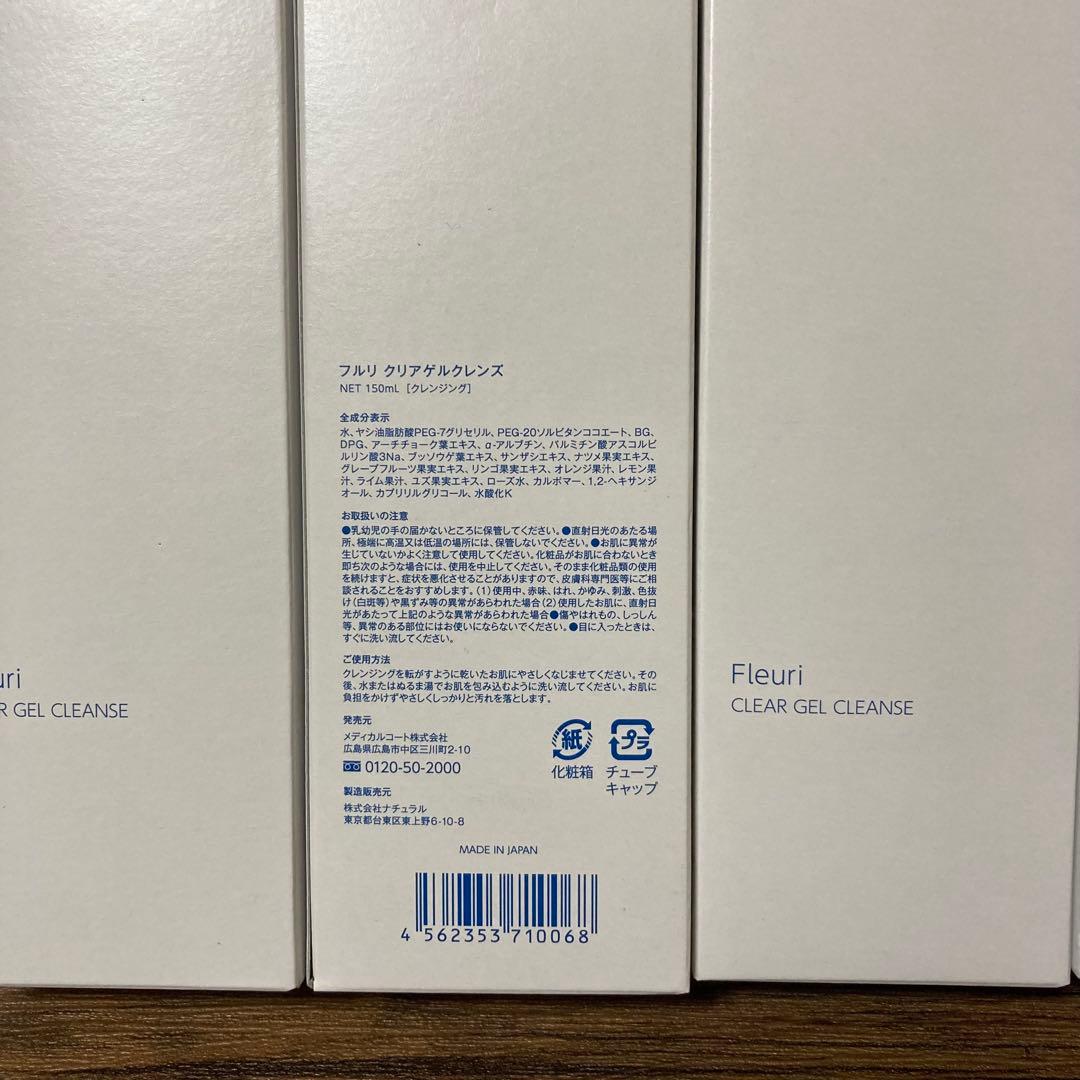 uri
R GEL CLEANSE
フルリ クリアゲルクレンズ
NET 150mL [クレンジング]
全成分表示
水、ヤシ油脂肪酸PEG-7グリセリル、PEG-20ソルビタンココエート、BG、
DPG、アーチチョーク葉エキス、α-アルブチン、パルミチン酸アスコルビ
ルリン酸3Na、ブッソウゲ葉エキス、サンザシエキス、ナツメ果実エキス、
グレープフルーツ果実エキス、リンゴ果実エキス、オレンジ果汁、レモン果
汁、ライム果汁、ユズ果実エキス、ローズ水、カルボマー、1,2-ヘキサンジ
オール、カプリリルグリコール、水酸化K
お取扱いの注意
●乳幼児の手の届かないところに保管してください。●直射日光のあたる場
所、極端に高温又は低温の場所には、保管しないでください。●お肌に異常が
生じていないかよく注意して使用してください。化粧品がお肌に合わないとき
即ち次のような場合には、使用を中止してください。そのまま化粧品類の使用
を続けますと、症状を悪化させることがありますので、皮膚科専門医等にご相
談されることをおすすめします。(1)使用中、赤味、はれ、かゆみ、刺激、色抜
け(白斑等)や黒ずみ等の異常があらわれた場合(2)使用したお肌に、直射日
光があたって上記のような異常があらわれた場合●傷やはれもの、しっしん
等、異常のある部位にはお使いにならないでください。●目に入ったときは、
すぐに洗い流してください。
ご使用方法
クレンジングを転がすように乾いたお肌にやさしくなじませてください。その
後、水またはぬるま湯でお肌を包み込むように洗い流してください。お肌に
負担をかけずやさしくしっかりと汚れを落とします。
発売元
メディカルコート株式会社
広島県広島市中区三川町2-10
0120-50-2000
製造販売元
株式会社ナチュラル
東京都台東区東上野6-10-8
紙
化粧箱
プラ
チューブ
キャップ
MADE IN JAPAN
4 562353 710068
Fleuri
CLEAR GEL CLEANSE